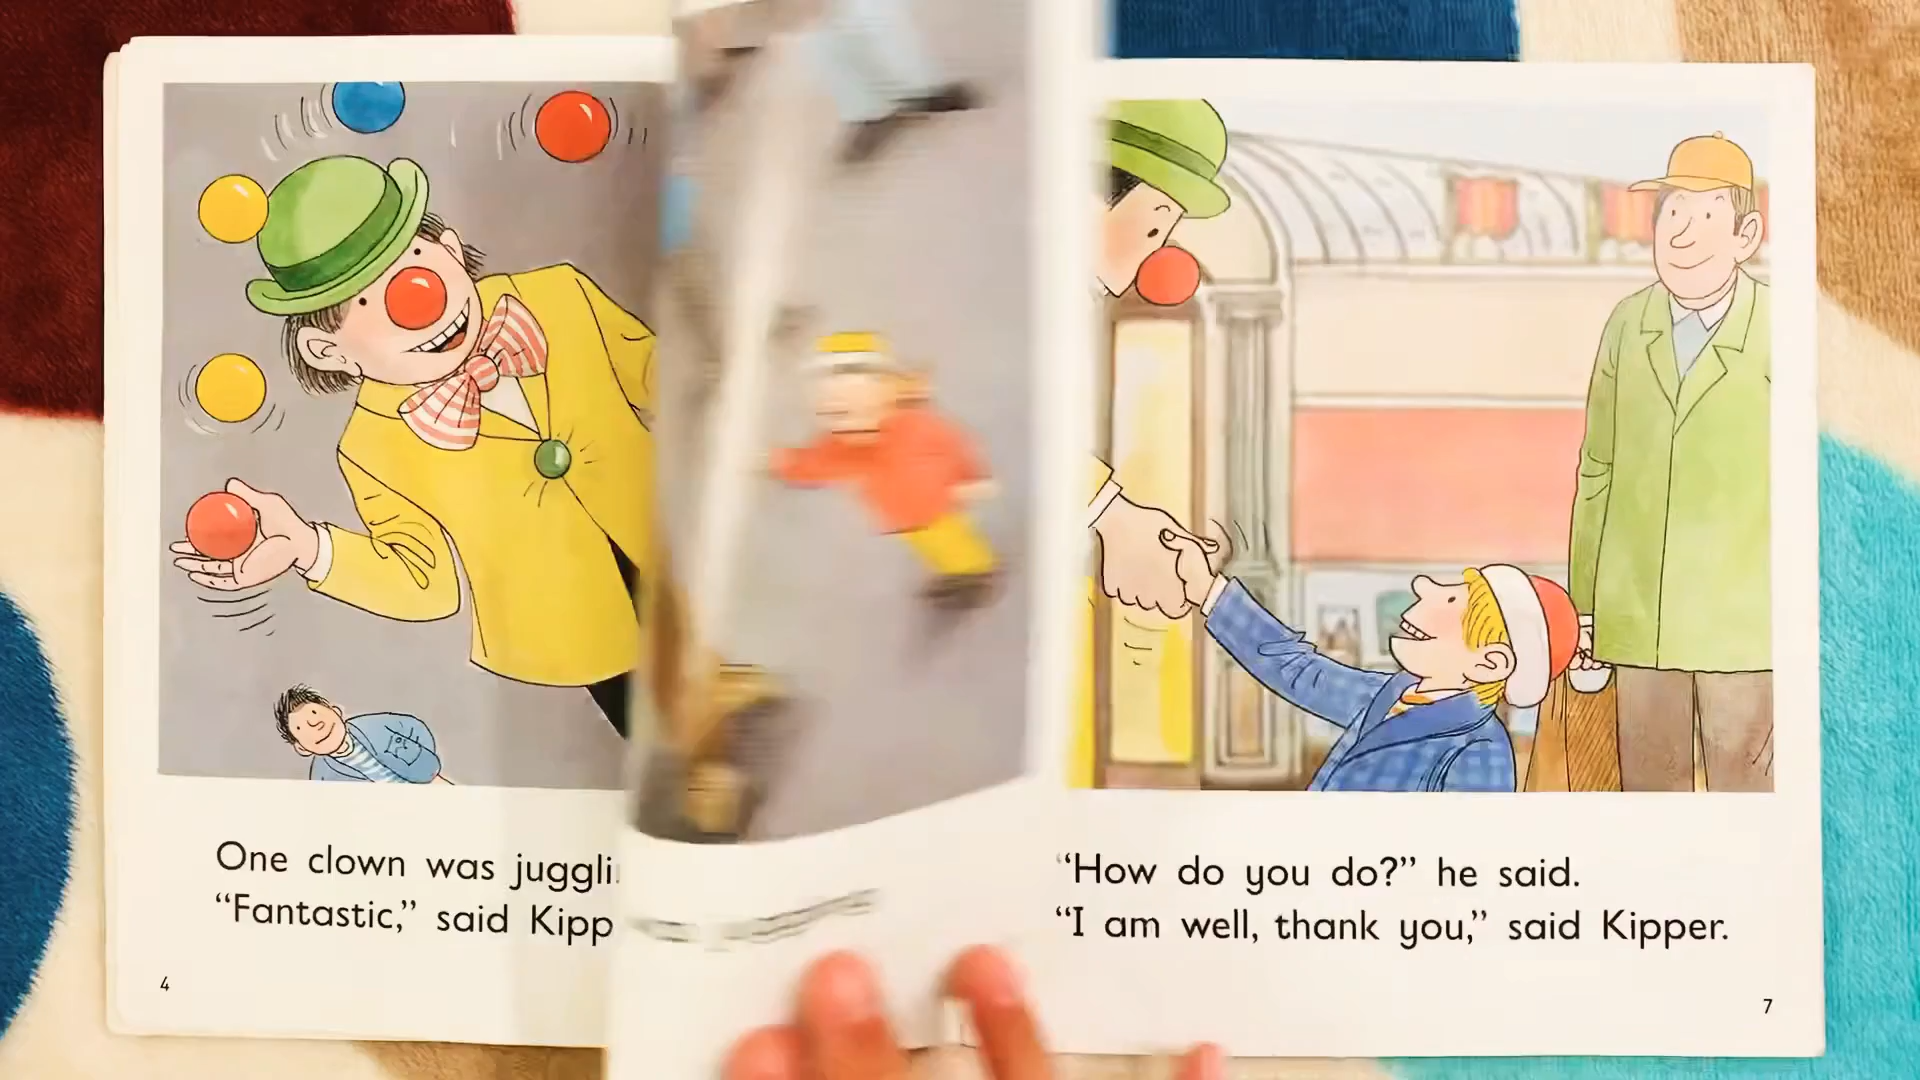 One clown was juggli
“Fantastic,” said Kipp
4
“How do you do?” he said.
“I am well, thank you,” said Kipper.
7